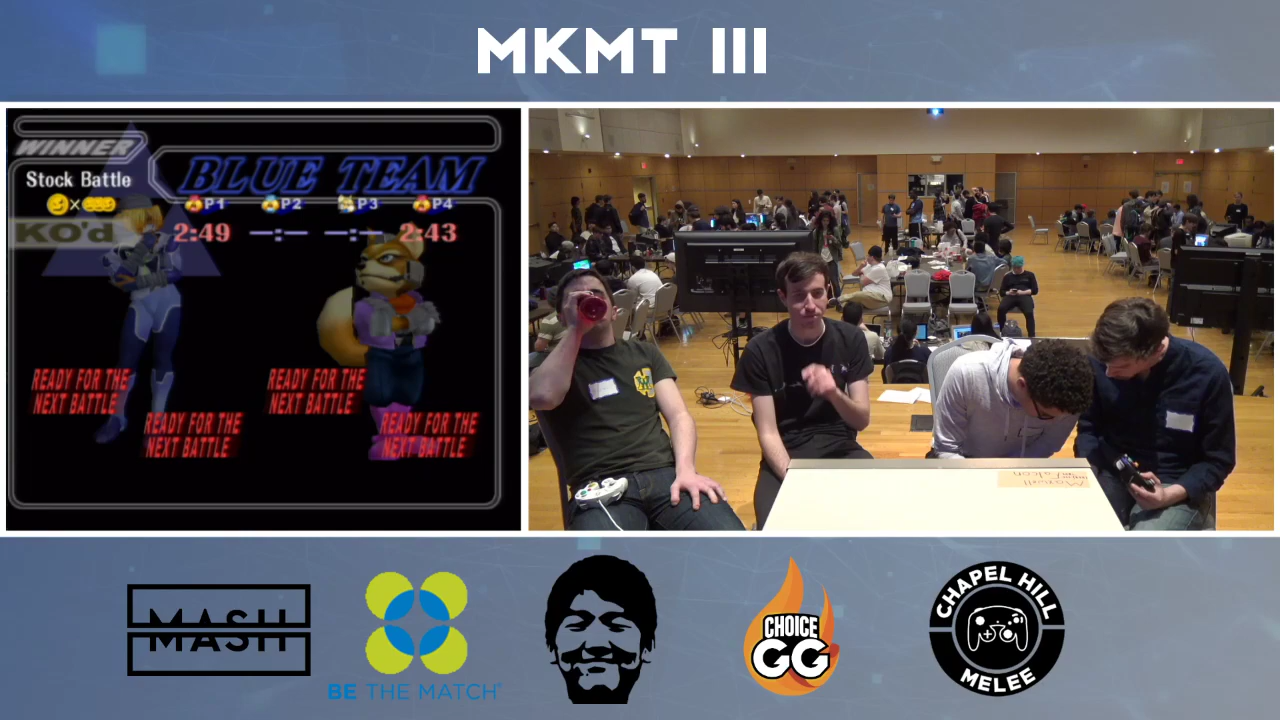 MKMT III
WINNER
BLUE TEAM
Stock Battle
P1 P2 P3 P4
KO'd
2:49 –:– –:– 2:43
READY FOR THE
NEXT BATTLE
READY FOR THE
NEXT BATTLE
READY FOR THE
NEXT BATTLE
READY FOR THE
NEXT BATTLE
MASH
MASH
BE THE MATCH
CHOICE
GG
CHAPEL HILL
MELEE